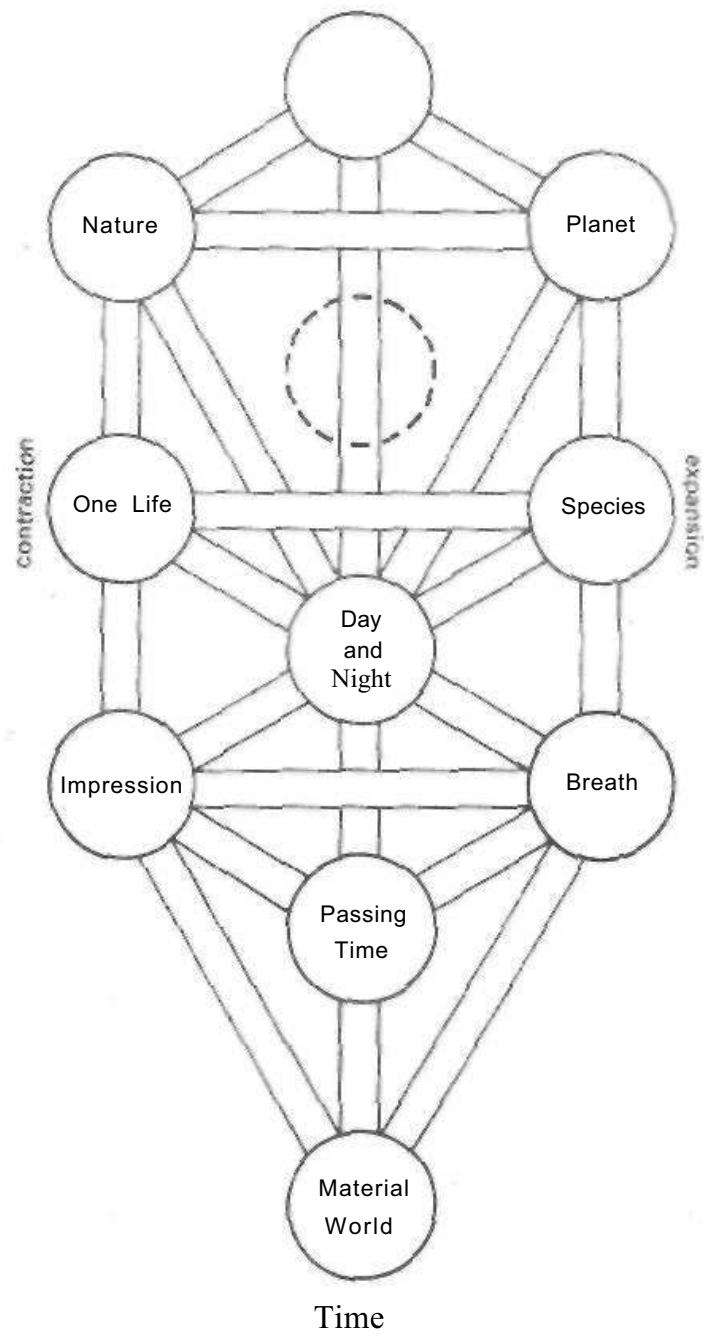 Nature
Planet
contraction
One Life
Species
expansion
Day
and
Night
Impression
Breath
Passing
Time
Material
World
Time